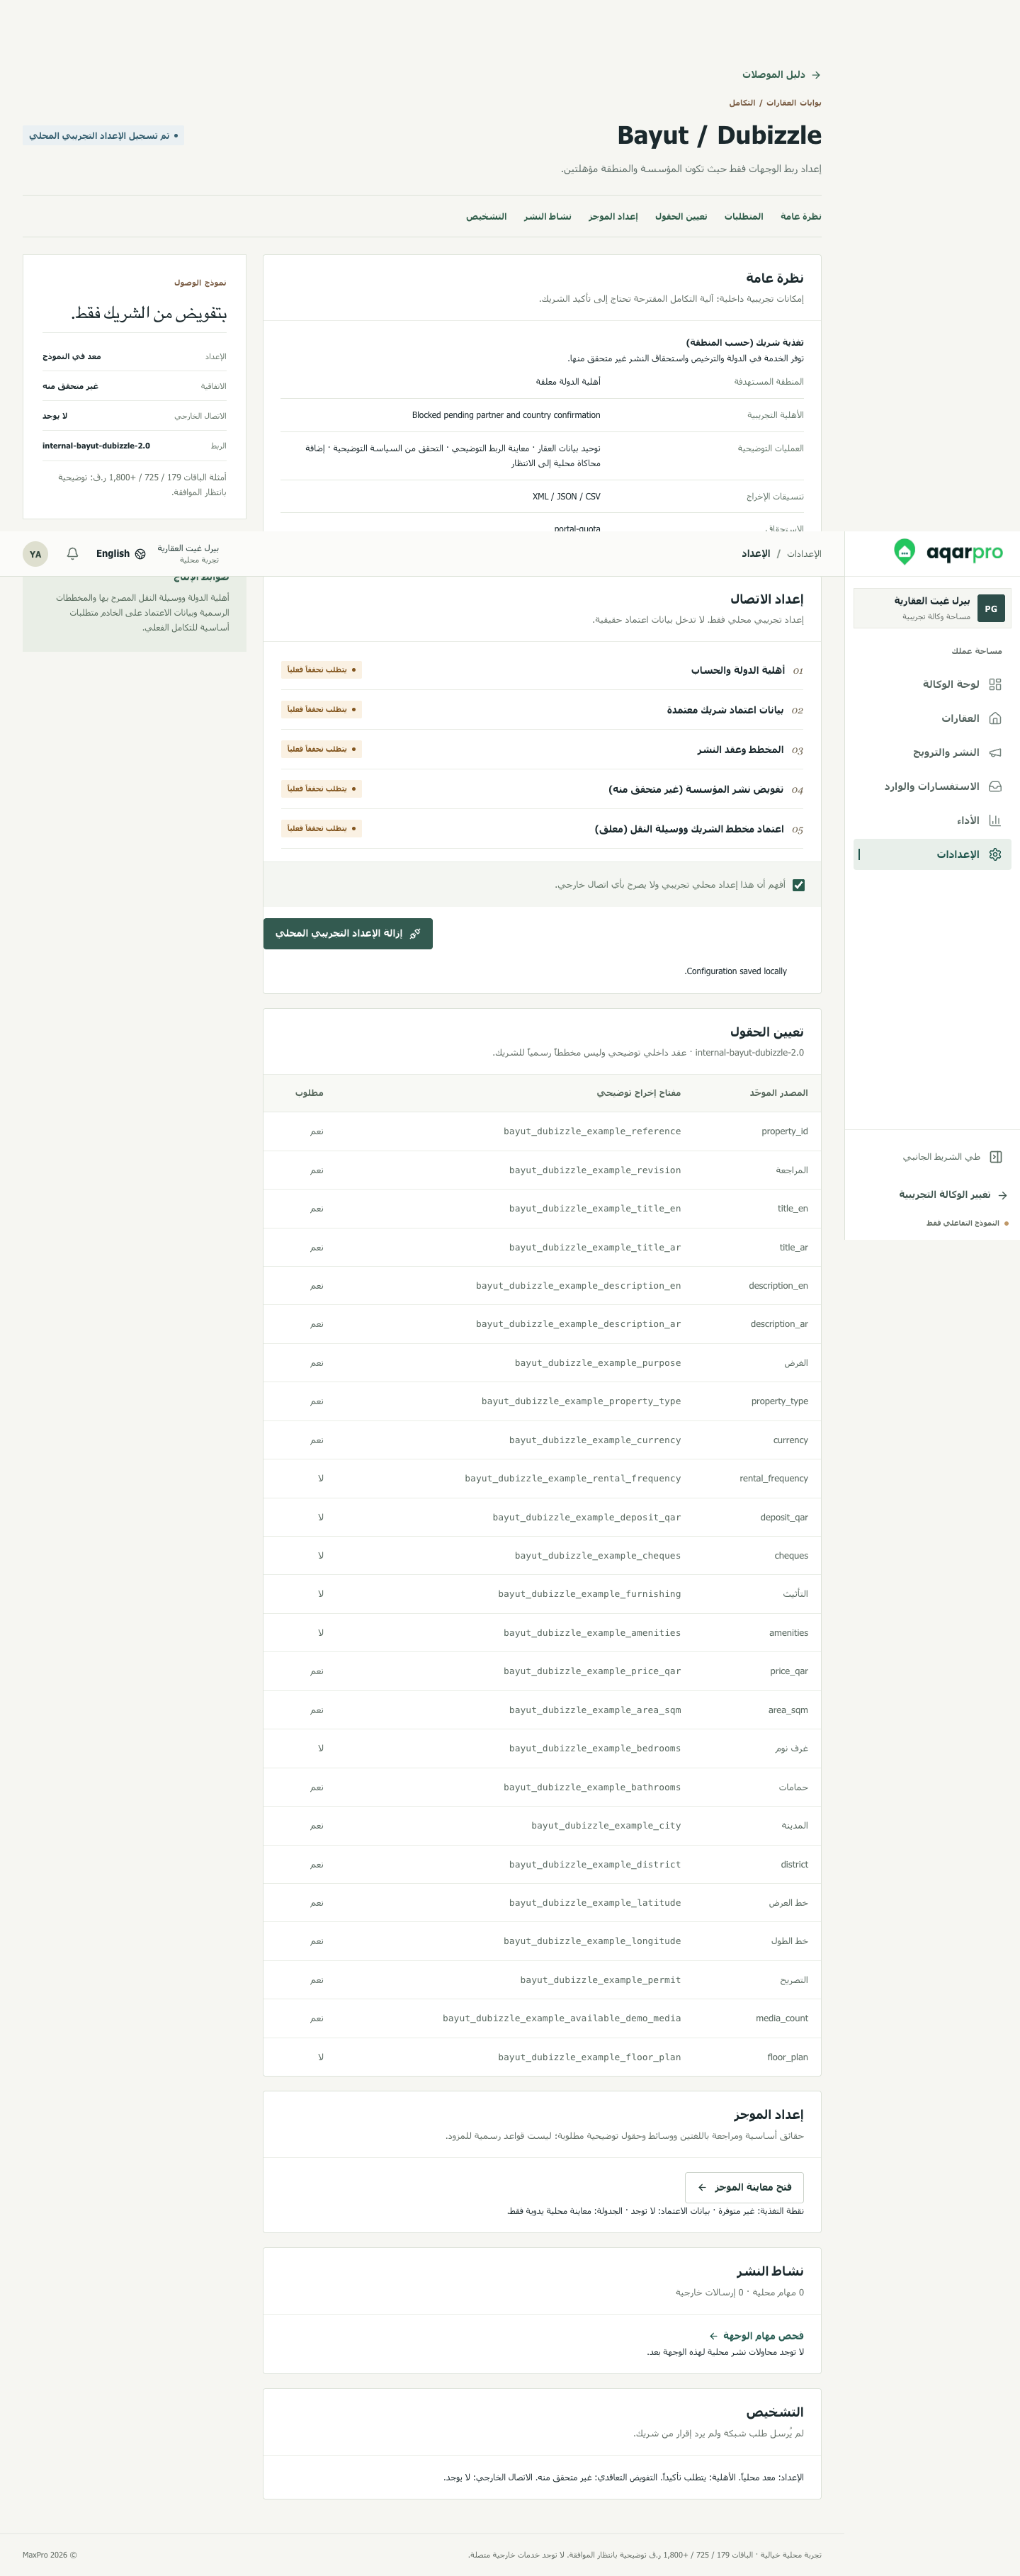 دليل الموصلات
بوابات العقارات / التكامل
Bayut / Dubizzle
تم تسجيل الإعداد التجريبي المحلي
إعداد ربط الوجهات فقط حيث تكون المؤسسة والمنطقة مؤهلتين.
نظرة عامة
المتطلبات
تعيين الحقول
إعداد الموجز
نشاط النشر
التشخيص
نظرة عامة
إمكانات تجريبية داخلية؛ آلية التكامل المقترحة تحتاج إلى تأكيد الشريك.
تغذية شريك (حسب المنطقة)
توفر الخدمة في الدولة والترخيص واستحقاق النشر غير متحقق منها.
المنطقة المستهدفة
أهلية الدولة معلقة
الأهلية التجريبية
Blocked pending partner and country confirmation
العمليات التوضيحية
توحيد بيانات العقار · معاينة الربط التوضيحي · التحقق من السياسة التوضيحية · إضافة
محاكاة محلية إلى الانتظار
تنسيقات الإخراج
XML / JSON / CSV
الاستحقاق
portal-quota
نموذج الوصول
بتفويض من الشريك فقط.
الإعداد
معد في النموذج
الاتفاقية
غير متحقق منه
الاتصال الخارجي
لا يوجد
الربط
internal-bayut-dubizzle-2.0
أمثلة الباقات 179 / 725 / +1,800 ر.ق: توضيحية
بانتظار الموافقة.
aqarpro
الإعدادات / الإعداد
بيرل غيت العقارية
تجربة محلية
English
YA
ضوابط الإنتاج
أهلية الدولة ووسيلة النقل المصرح بها والمخططات
الرسمية وبيانات الاعتماد على الخادم متطلبات
أساسية للتكامل الفعلي.
PG
بيرل غيت العقارية
مساحة وكالة تجريبية
مساحة عملك
لوحة الوكالة
العقارات
النشر والترويج
الاستفسارات والوارد
الأداء
الإعدادات
طي الشريط الجانبي
تغيير الوكالة التجريبية
النموذج التفاعلي فقط
إعداد الاتصال
إعداد تجريبي محلي فقط. لا تدخل بيانات اعتماد حقيقية.
01 أهلية الدولة والحساب
يتطلب تحققاً فعلياً
02 بيانات اعتماد شريك معتمدة
يتطلب تحققاً فعلياً
03 المخطط وعقد النشر
يتطلب تحققاً فعلياً
04 تفويض نشر المؤسسة (غير متحقق منه)
يتطلب تحققاً فعلياً
05 اعتماد مخطط الشريك ووسيلة النقل (معلق)
يتطلب تحققاً فعلياً
أفهم أن هذا إعداد محلي تجريبي ولا يصرح بأي اتصال خارجي.
إزالة الإعداد التجريبي المحلي
Configuration saved locally.
تعيين الحقول
internal-bayut-dubizzle-2.0 · عقد داخلي توضيحي وليس مخططاً رسمياً للشريك.
المصدر الموحّد
مفتاح إخراج توضيحي
مطلوب
property_id bayut_dubizzle_example_reference نعم
المراجعة bayut_dubizzle_example_revision نعم
title_en bayut_dubizzle_example_title_en نعم
title_ar bayut_dubizzle_example_title_ar نعم
description_en bayut_dubizzle_example_description_en نعم
description_ar bayut_dubizzle_example_description_ar نعم
الغرض bayut_dubizzle_example_purpose نعم
property_type bayut_dubizzle_example_property_type نعم
currency bayut_dubizzle_example_currency نعم
rental_frequency bayut_dubizzle_example_rental_frequency لا
deposit_qar bayut_dubizzle_example_deposit_qar لا
cheques bayut_dubizzle_example_cheques لا
التأثيث bayut_dubizzle_example_furnishing لا
amenities bayut_dubizzle_example_amenities لا
price_qar bayut_dubizzle_example_price_qar نعم
area_sqm bayut_dubizzle_example_area_sqm نعم
غرف نوم bayut_dubizzle_example_bedrooms لا
حمامات bayut_dubizzle_example_bathrooms نعم
المدينة bayut_dubizzle_example_city نعم
district bayut_dubizzle_example_district نعم
خط العرض bayut_dubizzle_example_latitude نعم
خط الطول bayut_dubizzle_example_longitude نعم
التصريح bayut_dubizzle_example_permit نعم
media_count bayut_dubizzle_example_available_demo_media نعم
floor_plan bayut_dubizzle_example_floor_plan لا
إعداد الموجز
حقائق أساسية ومراجعة باللغتين ووسائط وحقول توضيحية مطلوبة؛ ليست قواعد رسمية للمزود.
فتح معاينة الموجز
نقطة التغذية: غير متوفرة · بيانات الاعتماد: لا توجد · الجدولة: معاينة محلية يدوية فقط.
نشاط النشر
0 مهام محلية · 0 إرسالات خارجية
فحص مهام الوجهة
لا توجد محاولات نشر محلية لهذه الوجهة بعد.
التشخيص
لم يُرسل طلب شبكة ولم يرد إقرار من شريك.
الإعداد: معد محلياً. الأهلية: يتطلب تأكيداً. التفويض التعاقدي: غير متحقق منه. الاتصال الخارجي: لا يوجد.
تجربة محلية خيالية · الباقات 179 / 725 / +1,800 ر.ق توضيحية بانتظار الموافقة. لا توجد خدمات خارجية متصلة.
© 2026 MaxPro